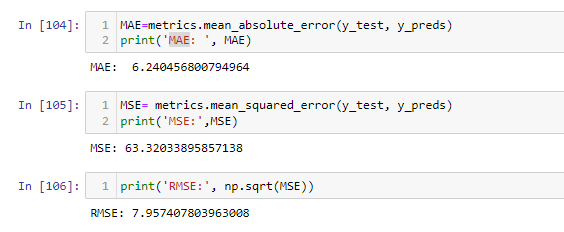 In [104]:
1 MAE=metrics.mean_absolute_error(y_test, y_preds)
2 print('MAE: ', MAE)
MAE:  6.240456800794964
In [105]:
1 MSE= metrics.mean_squared_error(y_test, y_preds)
2 print('MSE:',MSE)
MSE: 63.32033895857138
In [106]:
1 print('RMSE:', np.sqrt(MSE))
RMSE: 7.957407803963008